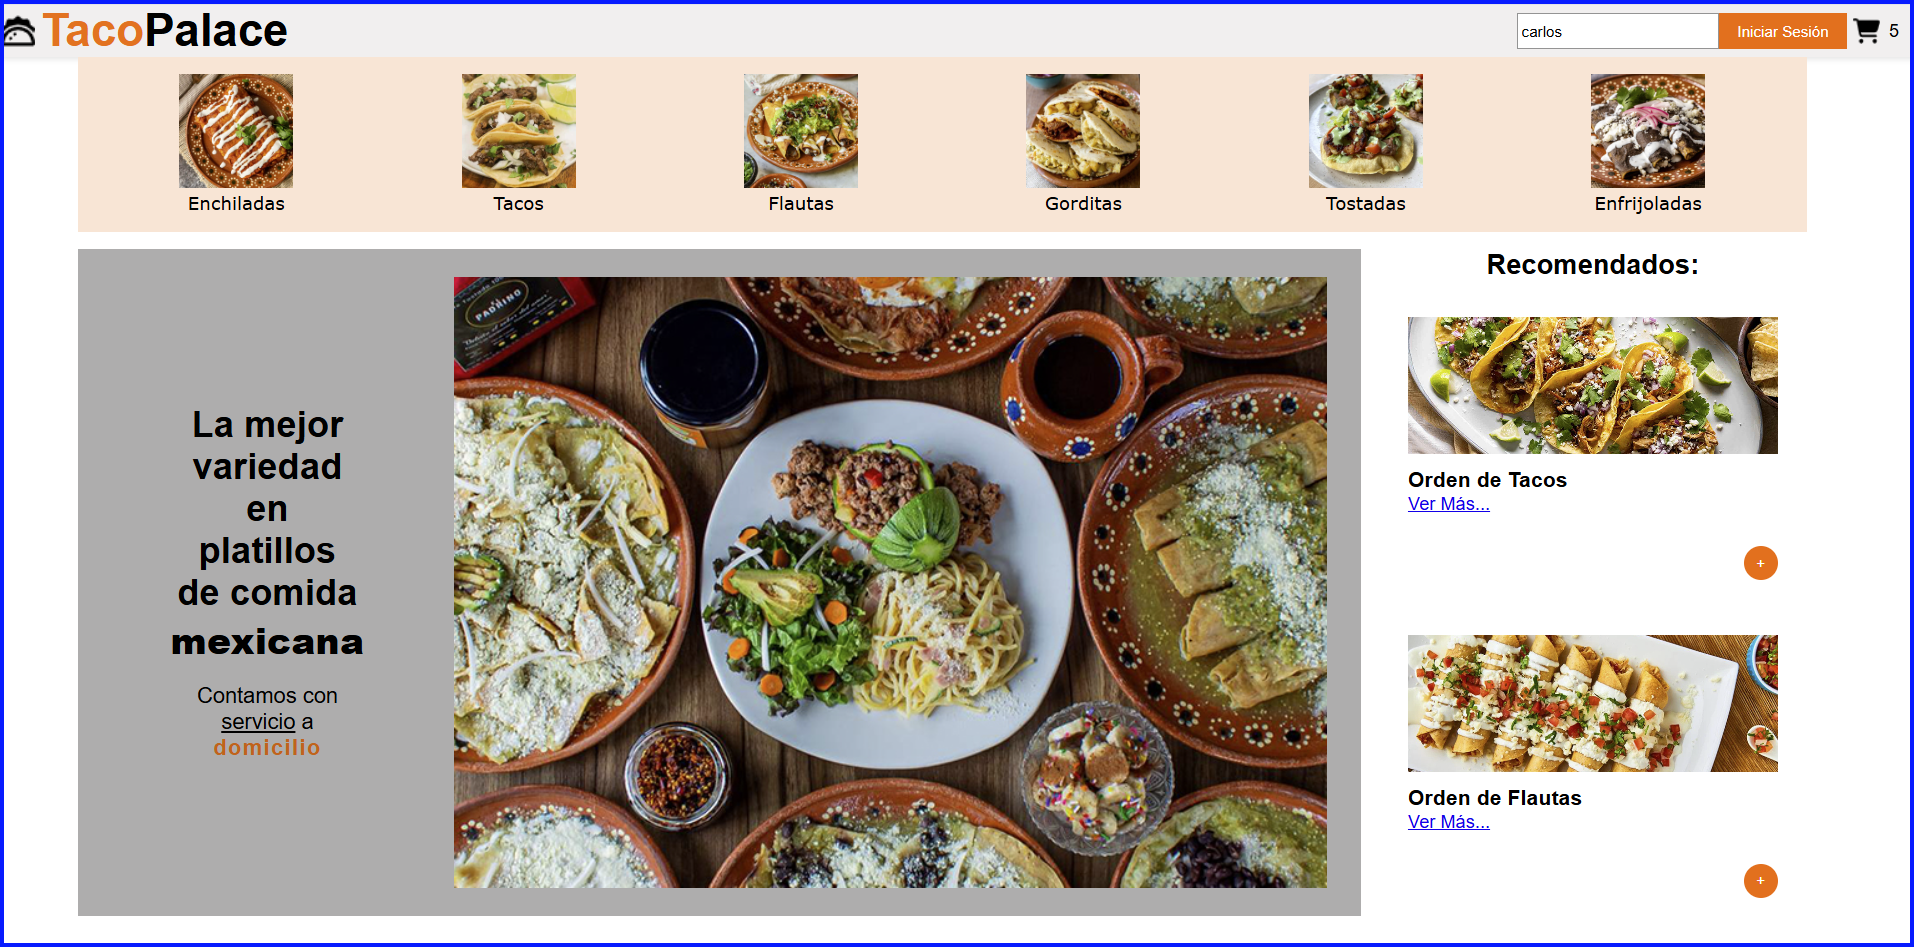 TacoPalace
carlos
Iniciar Sesión
5
Enchiladas
Tacos
Flautas
Gorditas
Tostadas
Enfrijoladas
La mejor
variedad
en
platillos
de comida
mexicana
Contamos con
servicio a
domicilio
PADRINO
Recomendados:
Orden de Tacos
Ver Más...
+
Orden de Flautas
Ver Más...
+